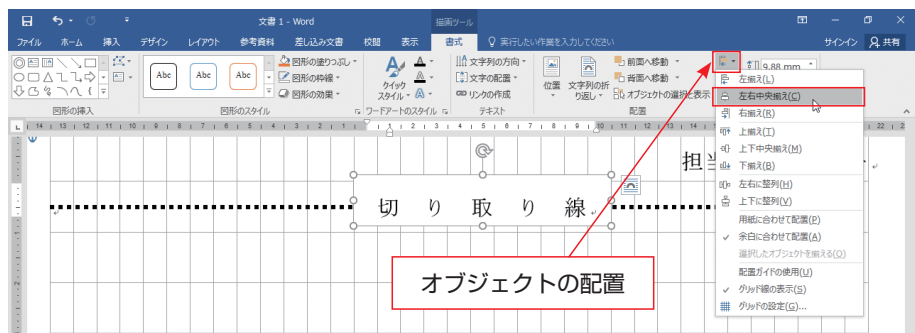 文書 1 - Word
描画ツール
ファイル ホーム 挿入 デザイン レイアウト 参考資料 差し込み文書 校閲 表示 書式 実行したい作業を入力してください サインイン 共有
Abc Abc Abc
図形の塗りつぶし
図形の枠線
図形の効果
クイック
スタイル
文字列の方向
文字の配置
リンクの作成
位置
文字列の折
り返し
前面へ移動
背面へ移動
オブジェクトの選択と表示
9.88 mm
図形の挿入 図形のスタイル ワードアートのスタイル テキスト 配置
左揃え(L)
左右中央揃え(C)
右揃え(R)
上揃え(T)
上下中央揃え(M)
下揃え(B)
左右に整列(H)
上下に整列(V)
用紙に合わせて配置(P)
余白に合わせて配置(A)
選択したオブジェクトを揃える(O)
配置ガイドの使用(U)
グリッド線の表示(S)
グリッドの設定(G)...
担
切り取り線
オブジェクトの配置